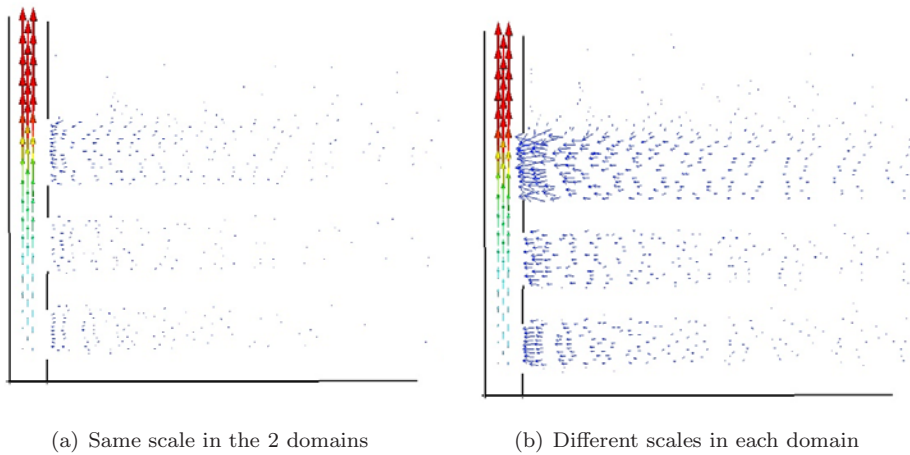 (a) Same scale in the 2 domains
(b) Different scales in each domain